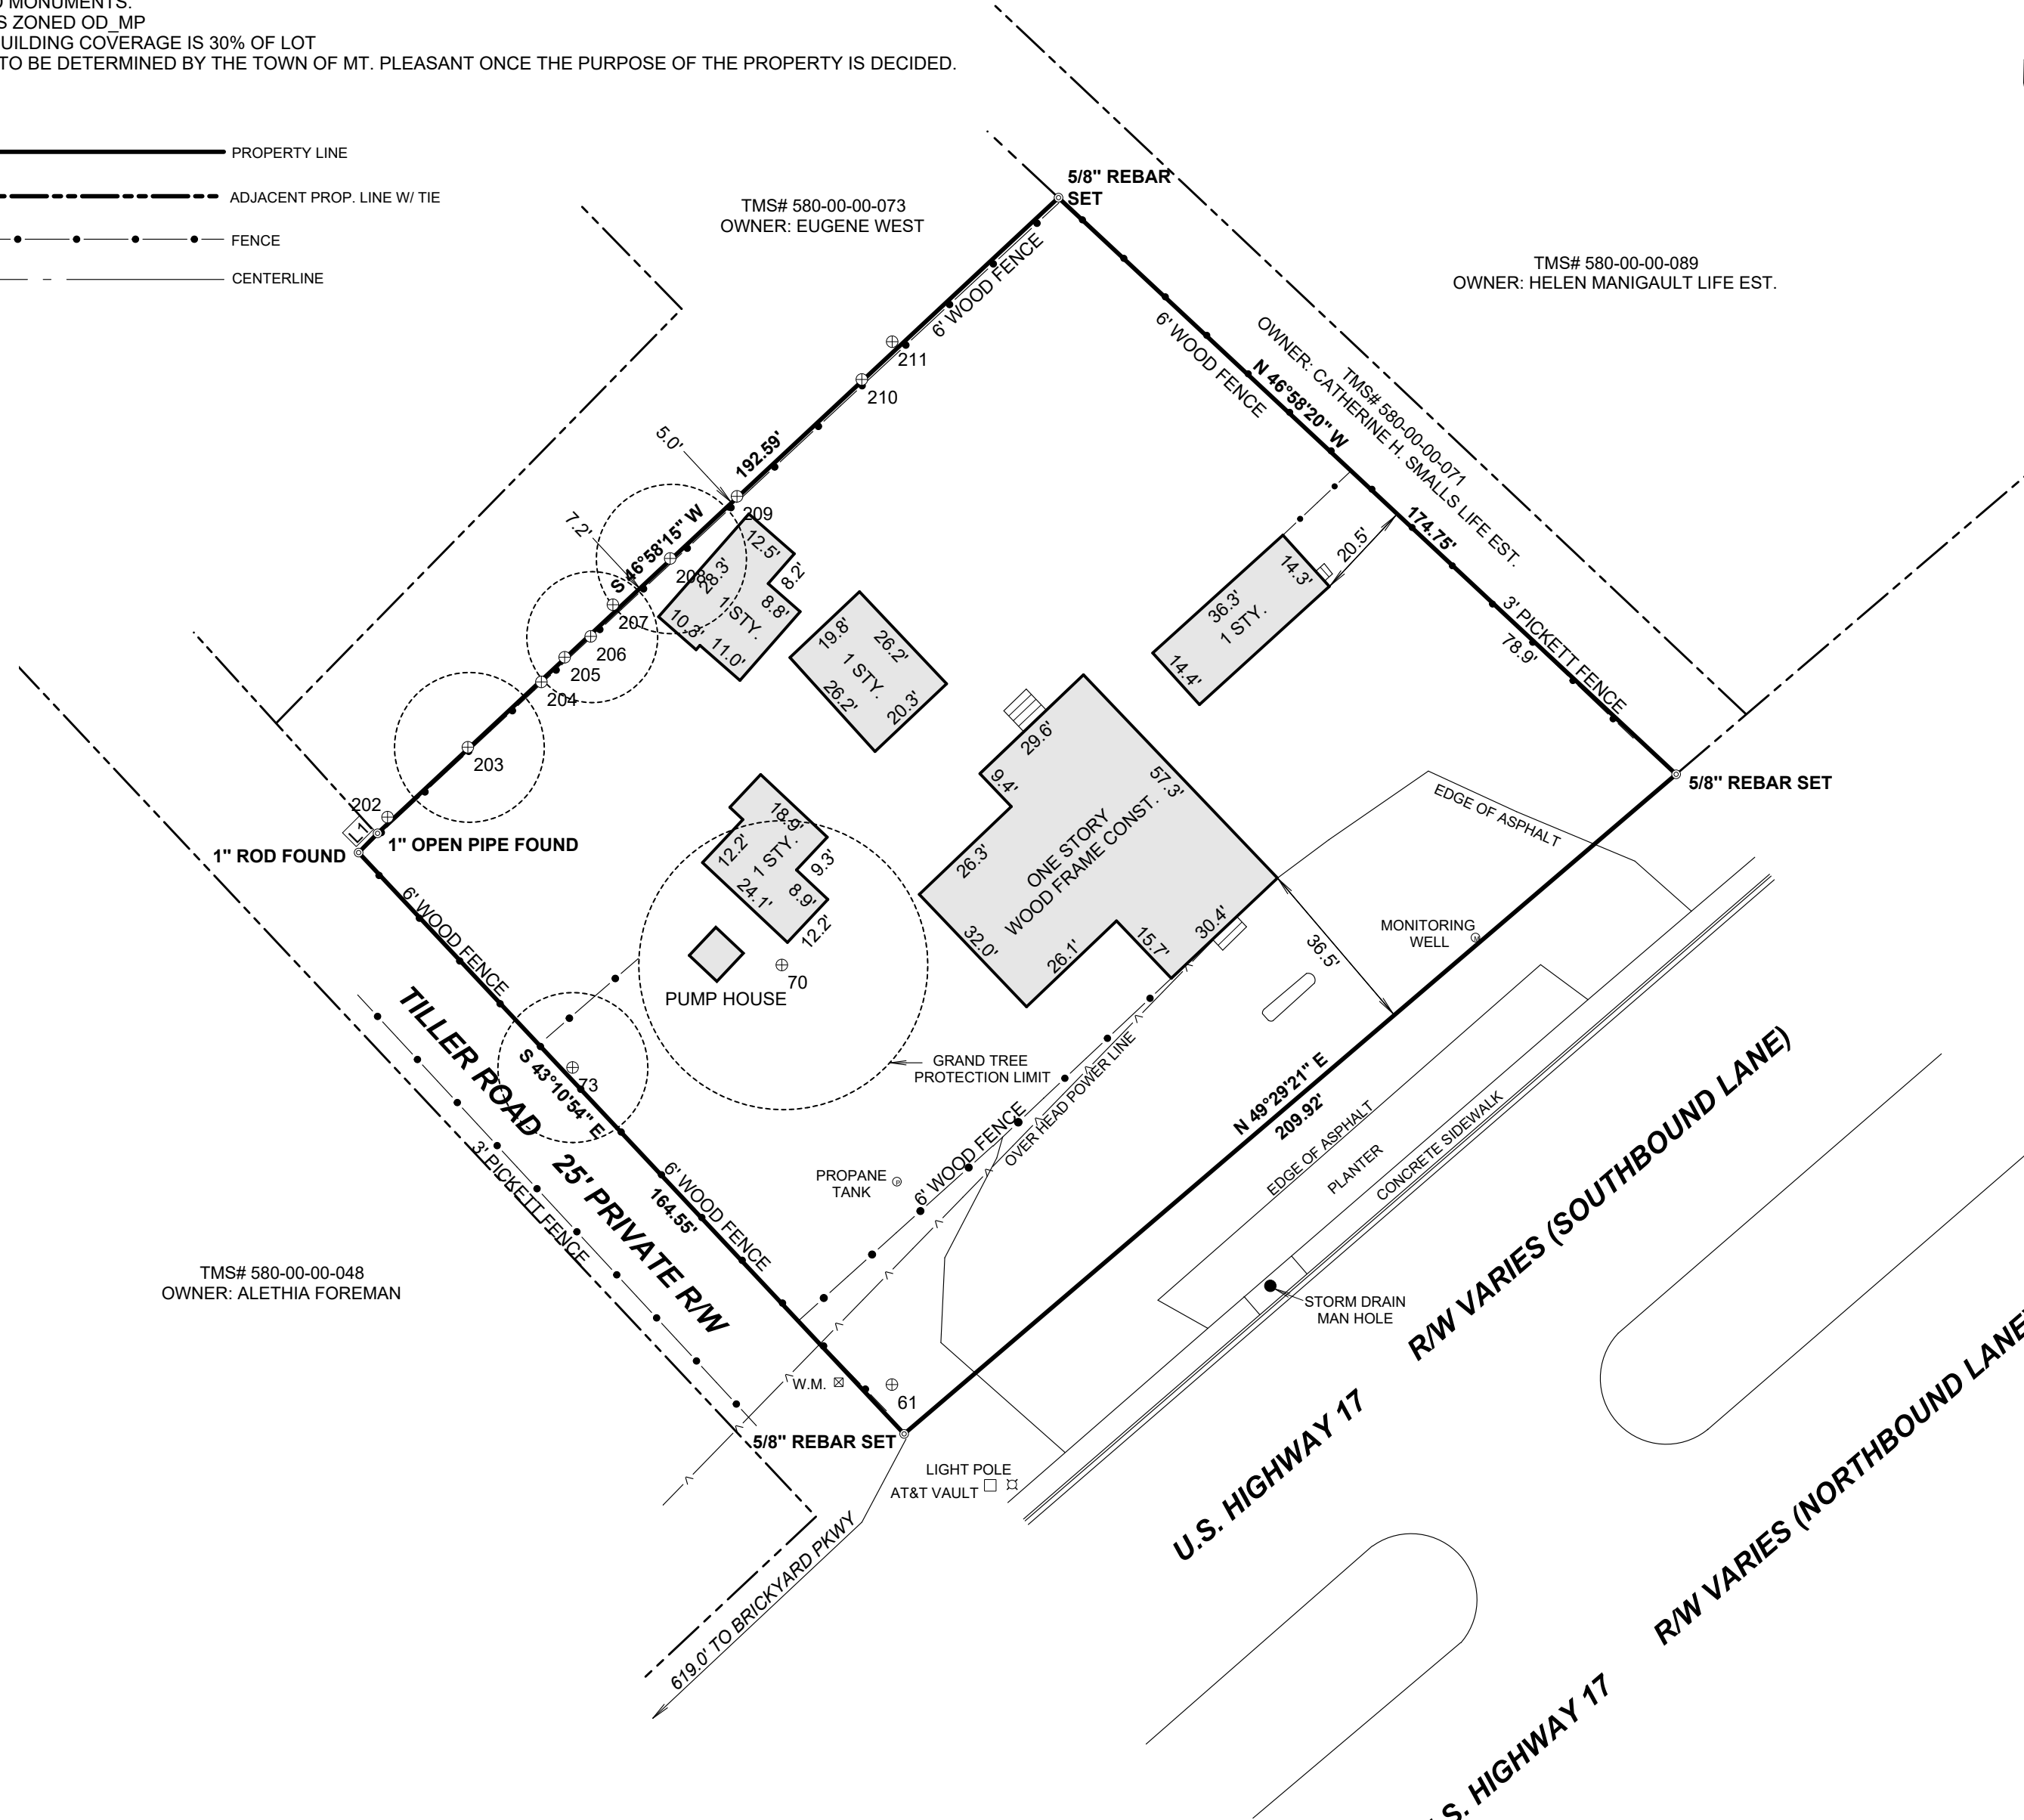 MONUMENTS.
S ZONED OD_MP
UILDING COVERAGE IS 30% OF LOT
TO BE DETERMINED BY THE TOWN OF MT. PLEASANT ONCE THE PURPOSE OF THE PROPERTY IS DECIDED.
PROPERTY LINE
ADJACENT PROP. LINE W/ TIE
FENCE
CENTERLINE
TMS# 580-00-00-073
OWNER: EUGENE WEST
5/8" REBAR
SET
TMS# 580-00-00-089
OWNER: HELEN MANIGAULT LIFE EST.
6' WOOD FENCE
6' WOOD FENCE
N 46°58'20" W
TMS# 580-00-00-071
OWNER: CATHERINE H. SMALLS LIFE EST.
174.75'
3' PICKETT FENCE
78.9'
20.5'
211
210
192.59'
5.0'
S 46°58'15" W
7.2'
209
208
207
206
205
204
203
202
L1
12.5'
8.2'
28.3'
8.8'
1 STY.
10.3'
11.0'
19.8'
26.2'
1 STY.
26.2'
20.3'
14.3'
36.3'
1 STY.
14.4'
29.6'
9.4'
57.3'
26.3'
ONE STORY
WOOD FRAME CONST.
32.0'
26.1'
15.7'
30.4'
36.5'
18.9'
12.2'
1 STY.
9.3'
24.1'
8.9'
12.2'
PUMP HOUSE
70
1" ROD FOUND
1" OPEN PIPE FOUND
5/8" REBAR SET
EDGE OF ASPHALT
MONITORING
WELL
6' WOOD FENCE
TILLER ROAD
25' PRIVATE R/W
S 43°10'54" E
73
164.55'
6' WOOD FENCE
3' PICKETT FENCE
GRAND TREE
PROTECTION LIMIT
OVER HEAD POWER LINE
6' WOOD FENCE
PROPANE
TANK
N 49°29'21" E
209.92'
EDGE OF ASPHALT
PLANTER
CONCRETE SIDEWALK
STORM DRAIN
MAN HOLE
TMS# 580-00-00-048
OWNER: ALETHIA FOREMAN
W.M.
61
5/8" REBAR SET
LIGHT POLE
AT&T VAULT
619.0' TO BRICKYARD PKWY
U.S. HIGHWAY 17
R/W VARIES (SOUTHBOUND LANE)
.S. HIGHWAY 17
R/W VARIES (NORTHBOUND LANE